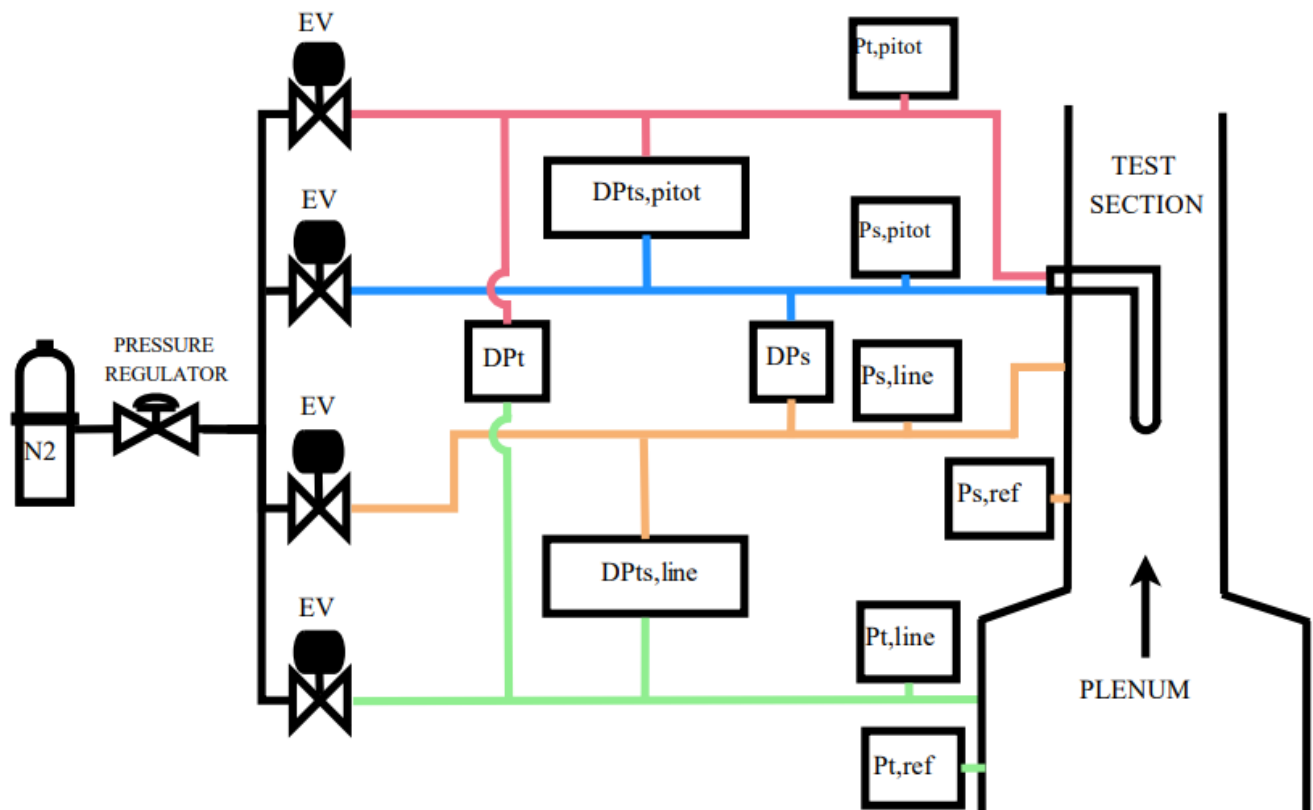 EV
Pt,pitot
TEST
SECTION
DPts,pitot
EV
Ps,pitot
PRESSURE
REGULATOR
DPt
DPs
Ps,line
EV
N2
Ps,ref
DPts,line
EV
Pt,line
PLENUM
Pt,ref